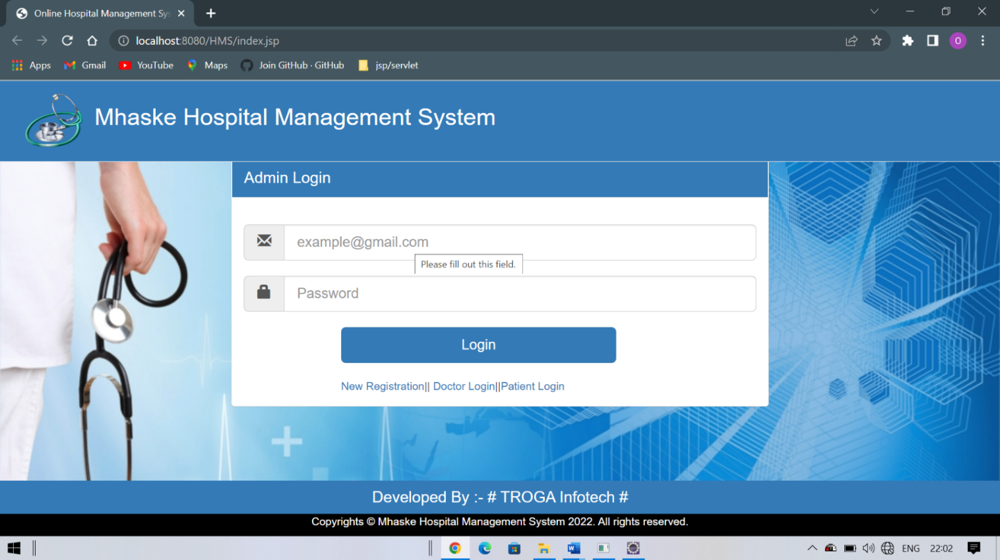 Online Hospital Management Sys
localhost:8080/HMS/index.jsp
O
Apps Gmail YouTube Maps Join GitHub · GitHub jsp/servlet
Mhaske Hospital Management System
Admin Login
example@gmail.com
Please fill out this field.
Password
Login
New Registration|| Doctor Login||Patient Login
Developed By :- # TROGA Infotech #
Copyrights © Mhaske Hospital Management System 2022. All rights reserved.
ENG 22:02